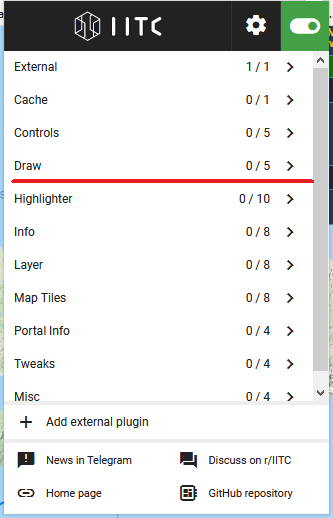 IITC
External 1 / 1
Cache 0 / 1
Controls 0 / 5
Draw 0 / 5
Highlighter 0 / 10
Info 0 / 8
Layer 0 / 8
Map Tiles 0 / 8
Portal Info 0 / 4
Tweaks 0 / 4
Misc 0 / 4
Add external plugin
News in Telegram Discuss on r/IITC
Home page GitHub repository